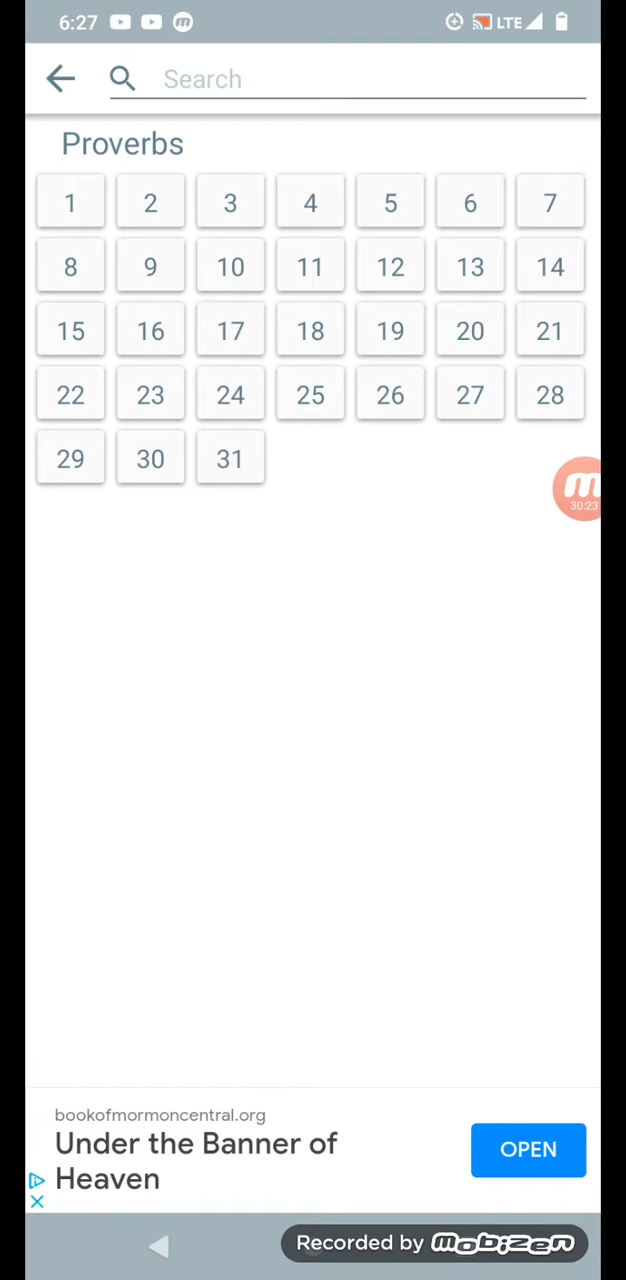 6:27 LTE
Search
Proverbs
1 2 3 4 5 6 7
8 9 10 11 12 13 14
15 16 17 18 19 20 21
22 23 24 25 26 27 28
29 30 31
30:23
bookofmormoncentral.org
Under the Banner of
Heaven
OPEN
Recorded by mobizen